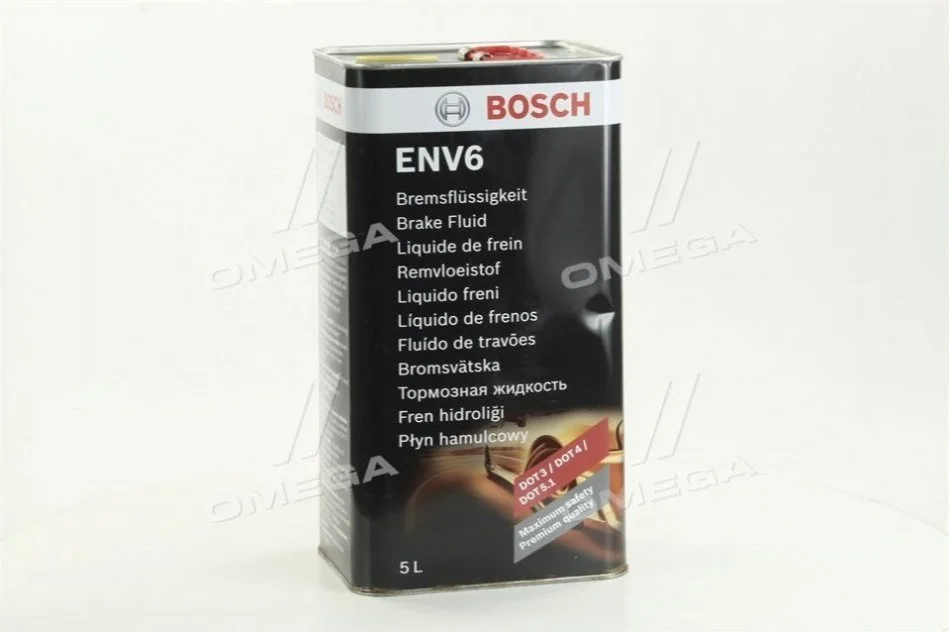 BOSCH
ENV6
Bremsflüssigkeit
Brake Fluid
Liquide de frein
Remvloeistof
Liquido freni
Líquido de frenos
Fluído de travões
Bromsvätska
Тормозная жидкость
Fren hidroliği
Płyn hamulcowy
DOT 3 / DOT 4 /
DOT 5.1
Maximum safety
Premium quality
5 L
OMEGA
OMEGA
OMEGA
OMEGA